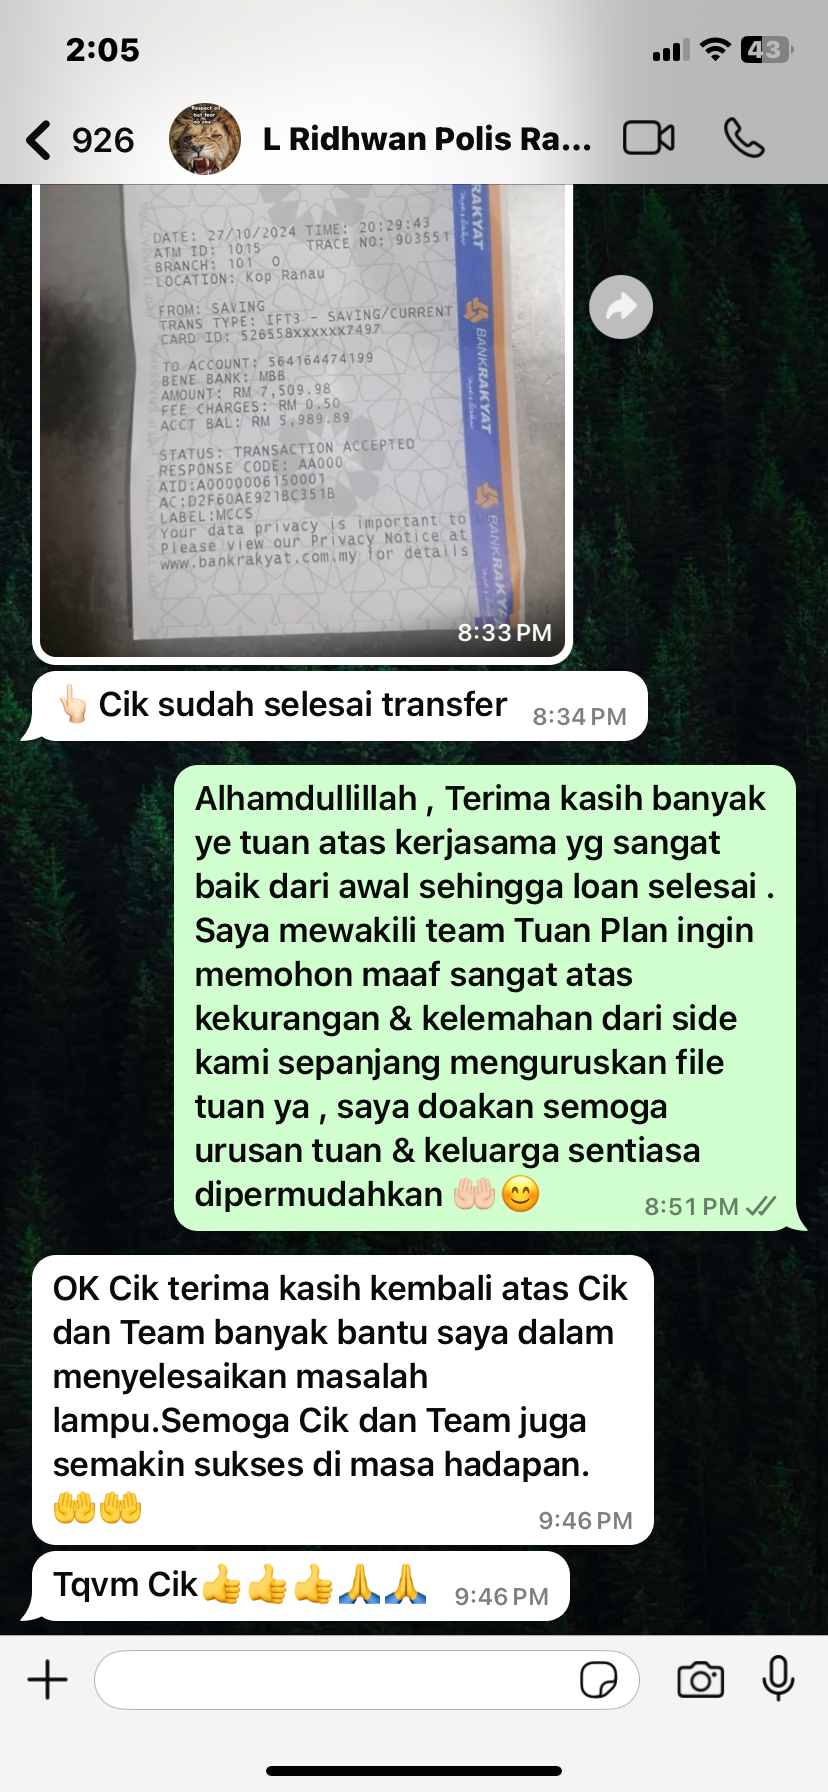 2:05
43
926
Respect all
but fear
no one
L Ridhwan Polis Ra...
DATE: 27/10/2024 TIME: 20:29:43
ATM ID: 1015 TRACE NO: 903551
BRANCH: 101 0
LOCATION: Kop Ranau
FROM: SAVING
TRANS TYPE: IFT3 - SAVING/CURRENT
CARD ID: 526558XXXXXX7497
TO ACCOUNT: 564164474199
BENE BANK: MBB
AMOUNT: RM 7,509.98
FEE CHARGES: RM 0.50
ACCT BAL: RM 5,989.89
STATUS: TRANSACTION ACCEPTED
RESPONSE CODE: AA000
AID:A0000006150001
AC:D2F60AE921BC351B
LABEL:MCCS
Your data privacy is important to
Please view our Privacy Notice at
www.bankrakyat.com.my for details
RAKYAT
BANKRAKYAT
BANKRAKYA
8:33 PM
👆🏻 Cik sudah selesai transfer 8:34 PM
Alhamdullillah , Terima kasih banyak
ye tuan atas kerjasama yg sangat
baik dari awal sehingga loan selesai .
Saya mewakili team Tuan Plan ingin
memohon maaf sangat atas
kekurangan & kelemahan dari side
kami sepanjang menguruskan file
tuan ya , saya doakan semoga
urusan tuan & keluarga sentiasa
dipermudahkan 🤲🏻😊 8:51 PM
OK Cik terima kasih kembali atas Cik
dan Team banyak bantu saya dalam
menyelesaikan masalah
lampu.Semoga Cik dan Team juga
semakin sukses di masa hadapan.
🤲🤲 9:46 PM
Tqvm Cik👍👍👍🙏🙏 9:46 PM